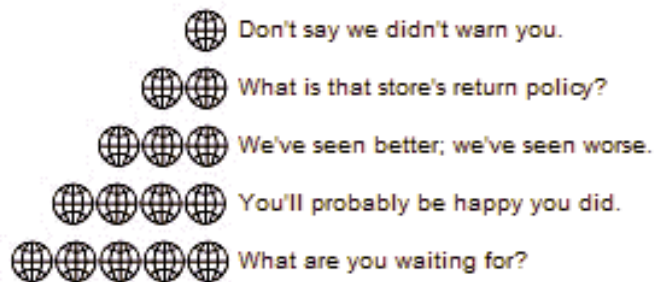 Don't say we didn't warn you.
What is that store's return policy?
We've seen better; we've seen worse.
You'll probably be happy you did.
What are you waiting for?